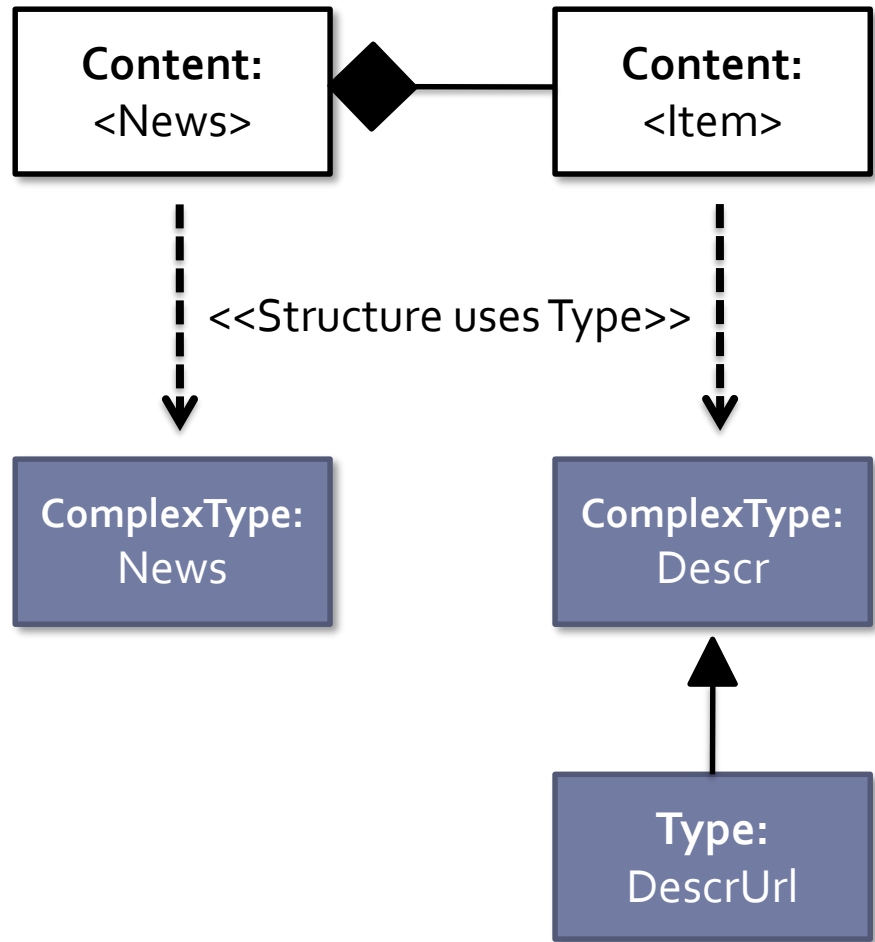 Content:
<News>
Content:
<Item>
<<Structure uses Type>>
ComplexType:
News
ComplexType:
Descr
Type:
DescrUrl